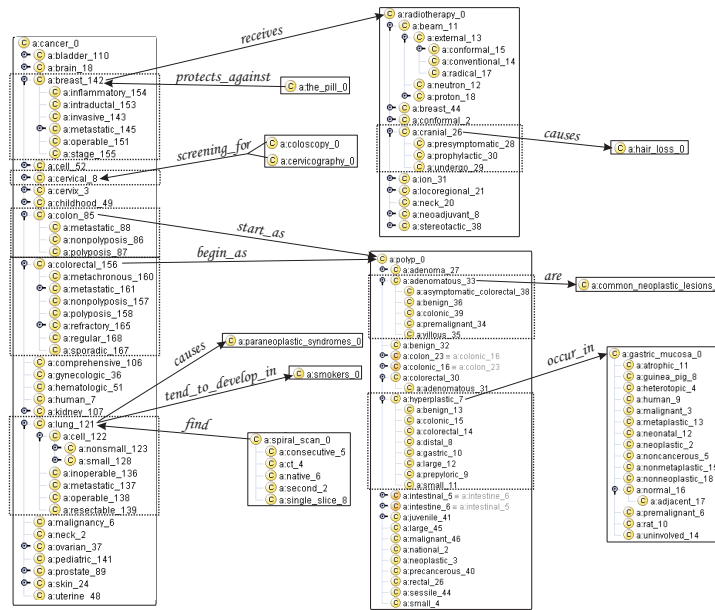 a:cancer_0
a:bladder_110
a:brain_18
a:breast_142
a:inflammatory_154
a:intraductal_153
a:invasive_143
a:metastatic_145
a:operable_151
a:stage_155
a:cell_52
a:cervical_8
a:cervix_3
a:childhood_49
a:colon_85
a:metastatic_88
a:nonpolyposis_86
a:polyposis_87
a:colorectal_156
a:metachronous_160
a:metastatic_161
a:nonpolyposis_157
a:polyposis_158
a:refractory_165
a:regular_168
a:sporadic_167
a:comprehensive_106
a:gynecologic_36
a:hematologic_51
a:human_7
a:kidney_107
a:lung_121
a:cell_122
a:nonsmall_123
a:small_128
a:inoperable_136
a:metastatic_137
a:operable_138
a:resectable_139
a:malignancy_6
a:neck_2
a:ovarian_37
a:pediatric_141
a:prostate_89
a:skin_24
a:uterine_48
receives
protects_against
a:the_pill_0
screening_for
a:coloscopy_0
a:cervicography_0
start_as
begin_as
causes
a:paraneoplastic_syndromes_0
tend_to_develop_in
a:smokers_0
find
a:spiral_scan_0
a:consecutive_5
a:ct_4
a:native_6
a:second_2
a:single_slice_8
a:radiotherapy_0
a:beam_11
a:external_13
a:conformal_15
a:conventional_14
a:radical_17
a:neutron_12
a:proton_18
a:breast_44
a:conformal_2
a:cranial_26
a:presymptomatic_28
a:prophylactic_30
a:undergo_29
a:ion_31
a:locoregional_21
a:neck_20
a:neoadjuvant_8
a:stereotactic_38
causes
a:hair_loss_0
a:polyp_0
a:adenoma_27
a:adenomatous_33
a:asymptomatic_colorectal_38
a:benign_36
a:colonic_39
a:premalignant_34
a:villous_35
a:benign_32
a:colon_23 = a:colonic_16
a:colonic_16 = a:colon_23
a:colorectal_30
a:adenomatous_31
a:hyperplastic_7
a:benign_13
a:colonic_15
a:colorectal_14
a:distal_8
a:gastric_10
a:large_12
a:prepyloric_9
a:small_11
a:intestinal_5 = a:intestine_6
a:intestine_6 = a:intestinal_5
a:juvenile_41
a:large_45
a:malignant_46
a:national_2
a:neoplastic_3
a:precancerous_40
a:rectal_26
a:sessile_44
a:small_4
are
a:common_neoplastic_lesions_
occur_in
a:gastric_mucosa_0
a:atrophic_11
a:guinea_pig_8
a:heterotopic_4
a:human_9
a:malignant_3
a:metaplastic_13
a:neonatal_12
a:neoplastic_2
a:noncancerous_5
a:nonmetaplastic_15
a:nonneoplastic_18
a:normal_16
a:adjacent_17
a:premalignant_6
a:rat_10
a:uninvolved_14